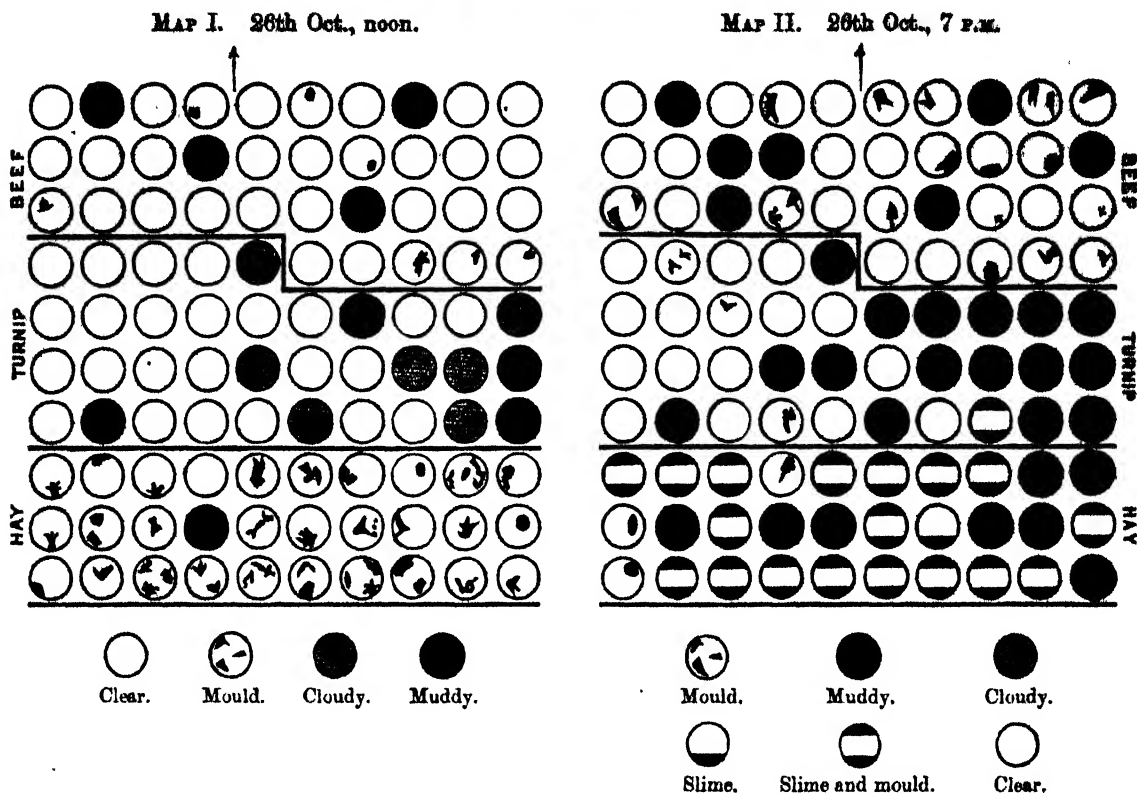 MAP I. 26th Oct., noon.
MAP II. 26th Oct., 7 P.M.
BEEF
TURNIP
HAY
BEEF
TURNIP
HAY
Clear. Mould. Cloudy. Muddy.
Mould. Muddy. Cloudy.
Slime. Slime and mould. Clear.